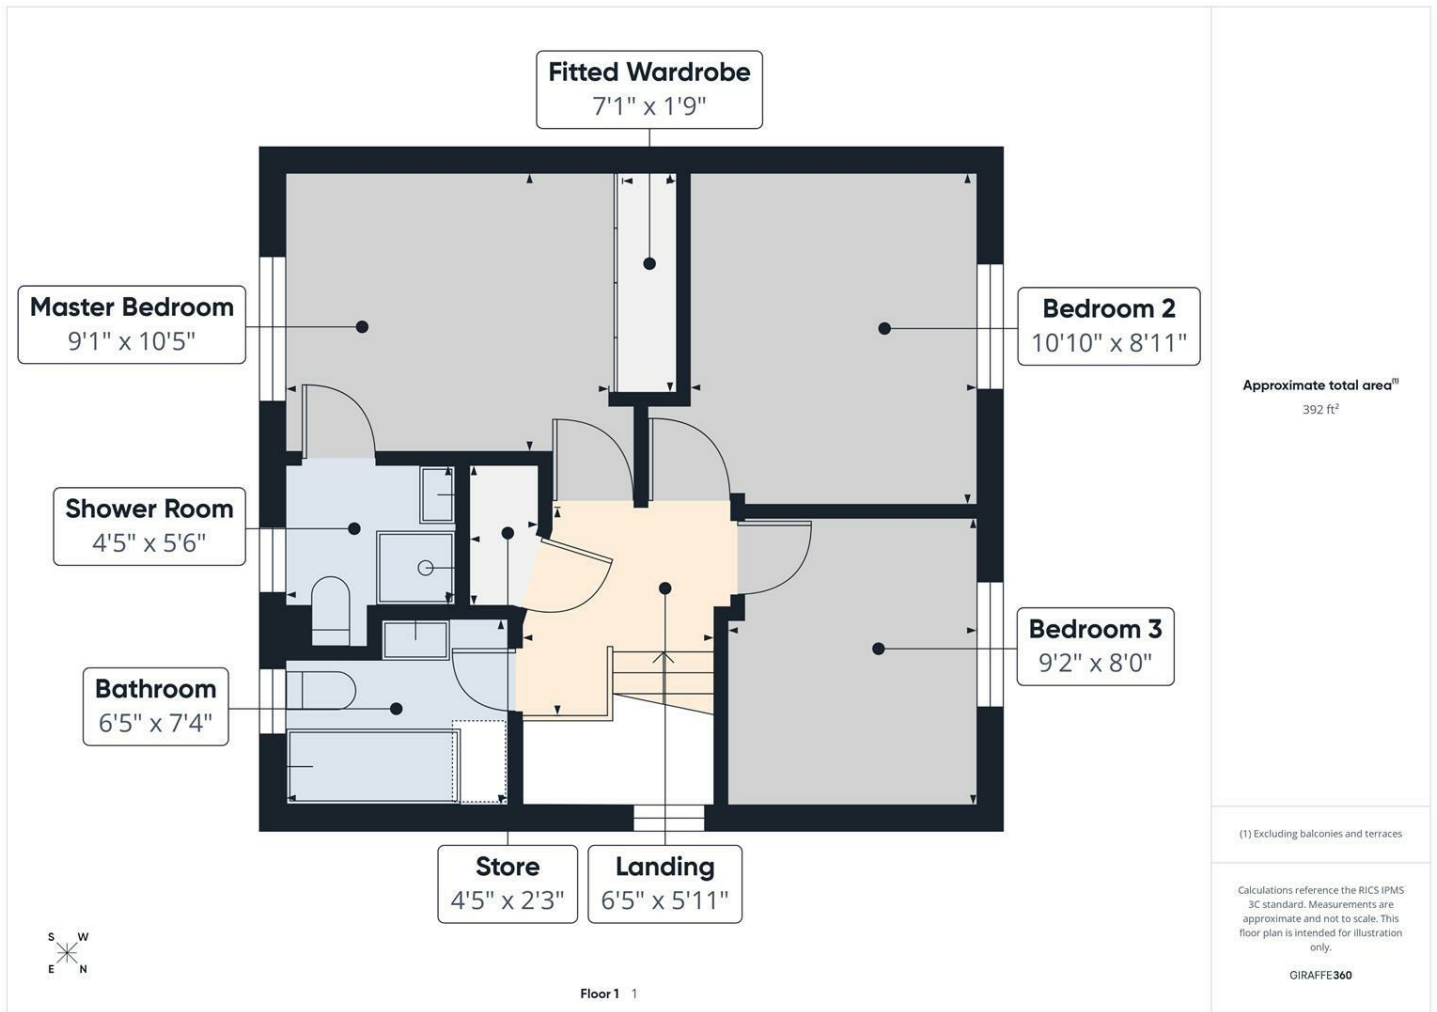 Fitted Wardrobe
7'1" x 1'9"
Master Bedroom
9'1" x 10'5"
Bedroom 2
10'10" x 8'11"
Shower Room
4'5" x 5'6"
Bedroom 3
9'2" x 8'0"
Bathroom
6'5" x 7'4"
Store
4'5" x 2'3"
Landing
6'5" x 5'11"
S W
E N
Floor 1 1
Approximate total area(1)
392 ft²
(1) Excluding balconies and terraces
Calculations reference the RICS IPMS
3C standard. Measurements are
approximate and not to scale. This
floor plan is intended for illustration
only.
GIRAFFE360